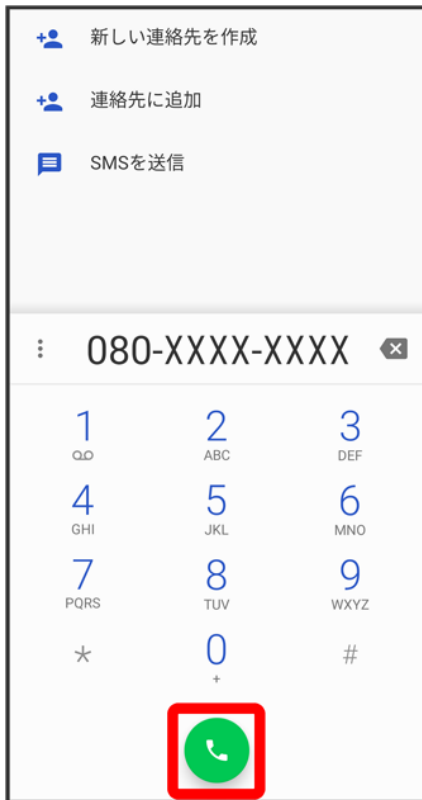 新しい連絡先を作成
連絡先に追加
SMSを送信
080-XXXX-XXXX
1 2 3
ABC DEF
4 5 6
GHI JKL MNO
7 8 9
PQRS TUV WXYZ
* 0 #
+